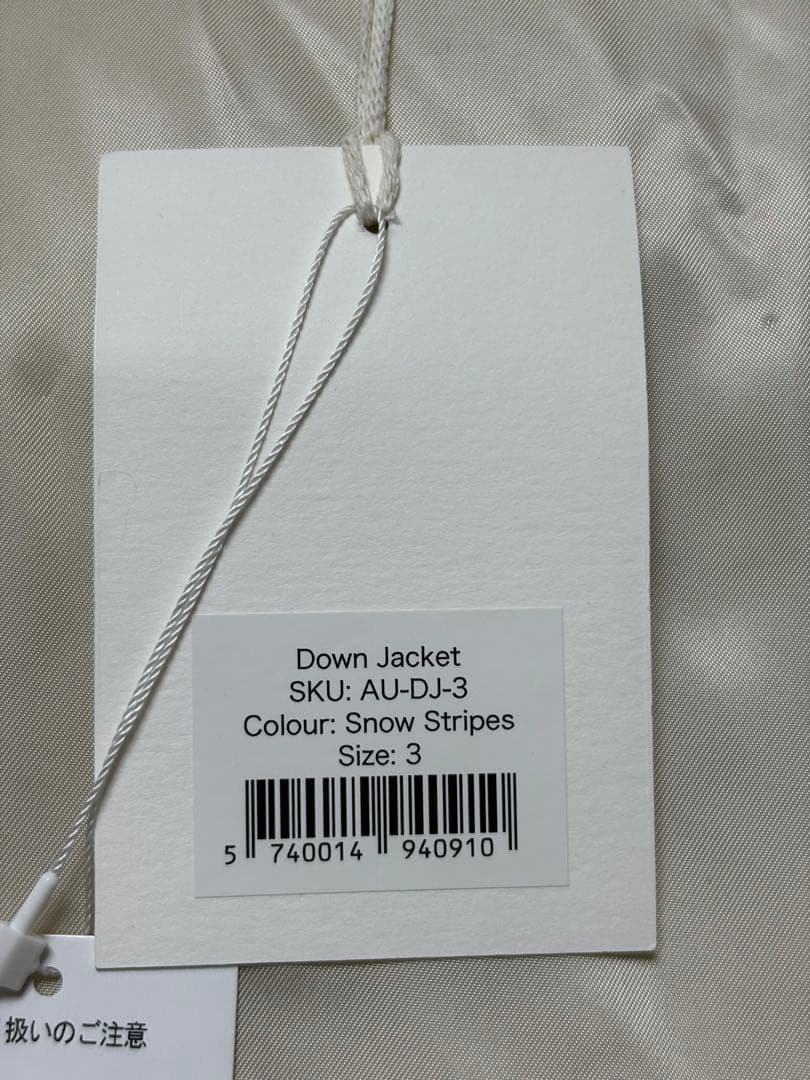 Down Jacket
SKU: AU-DJ-3
Colour: Snow Stripes
Size: 3
5 740014 940910
扱いのご注意